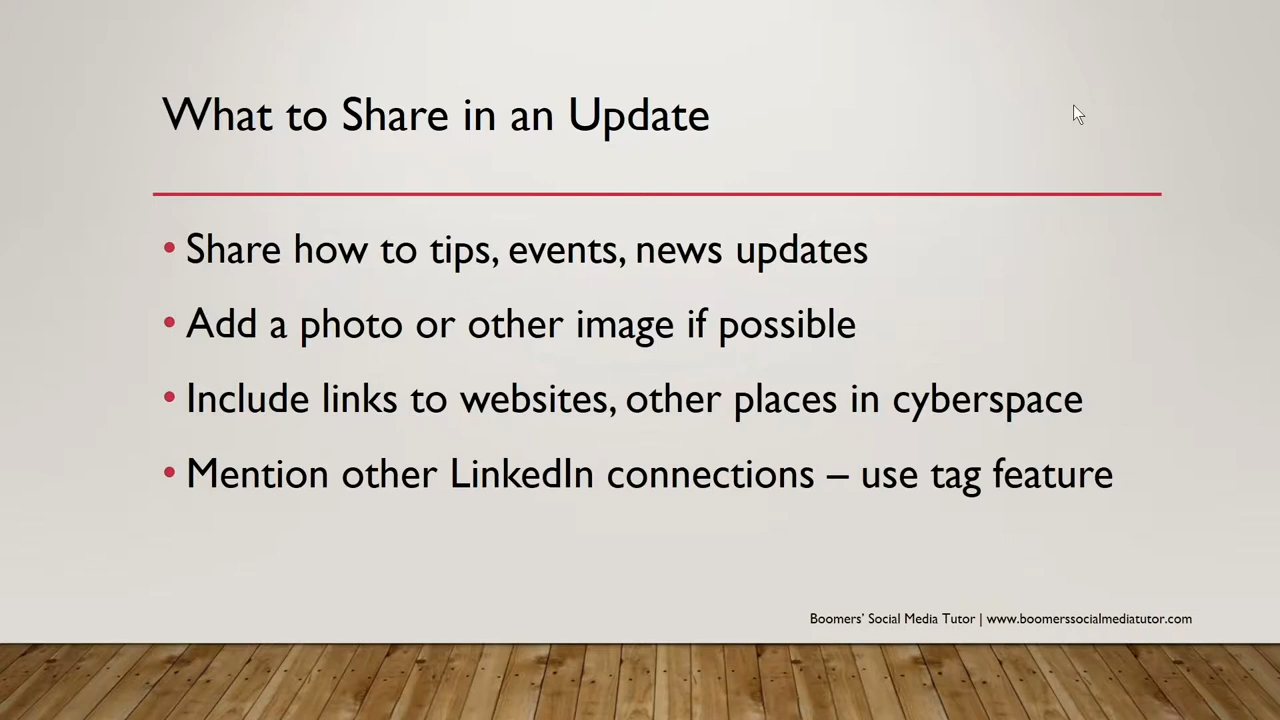 What to Share in an Update
• Share how to tips, events, news updates
• Add a photo or other image if possible
• Include links to websites, other places in cyberspace
• Mention other LinkedIn connections – use tag feature
Boomers' Social Media Tutor | www.boomerssocialmediatutor.com